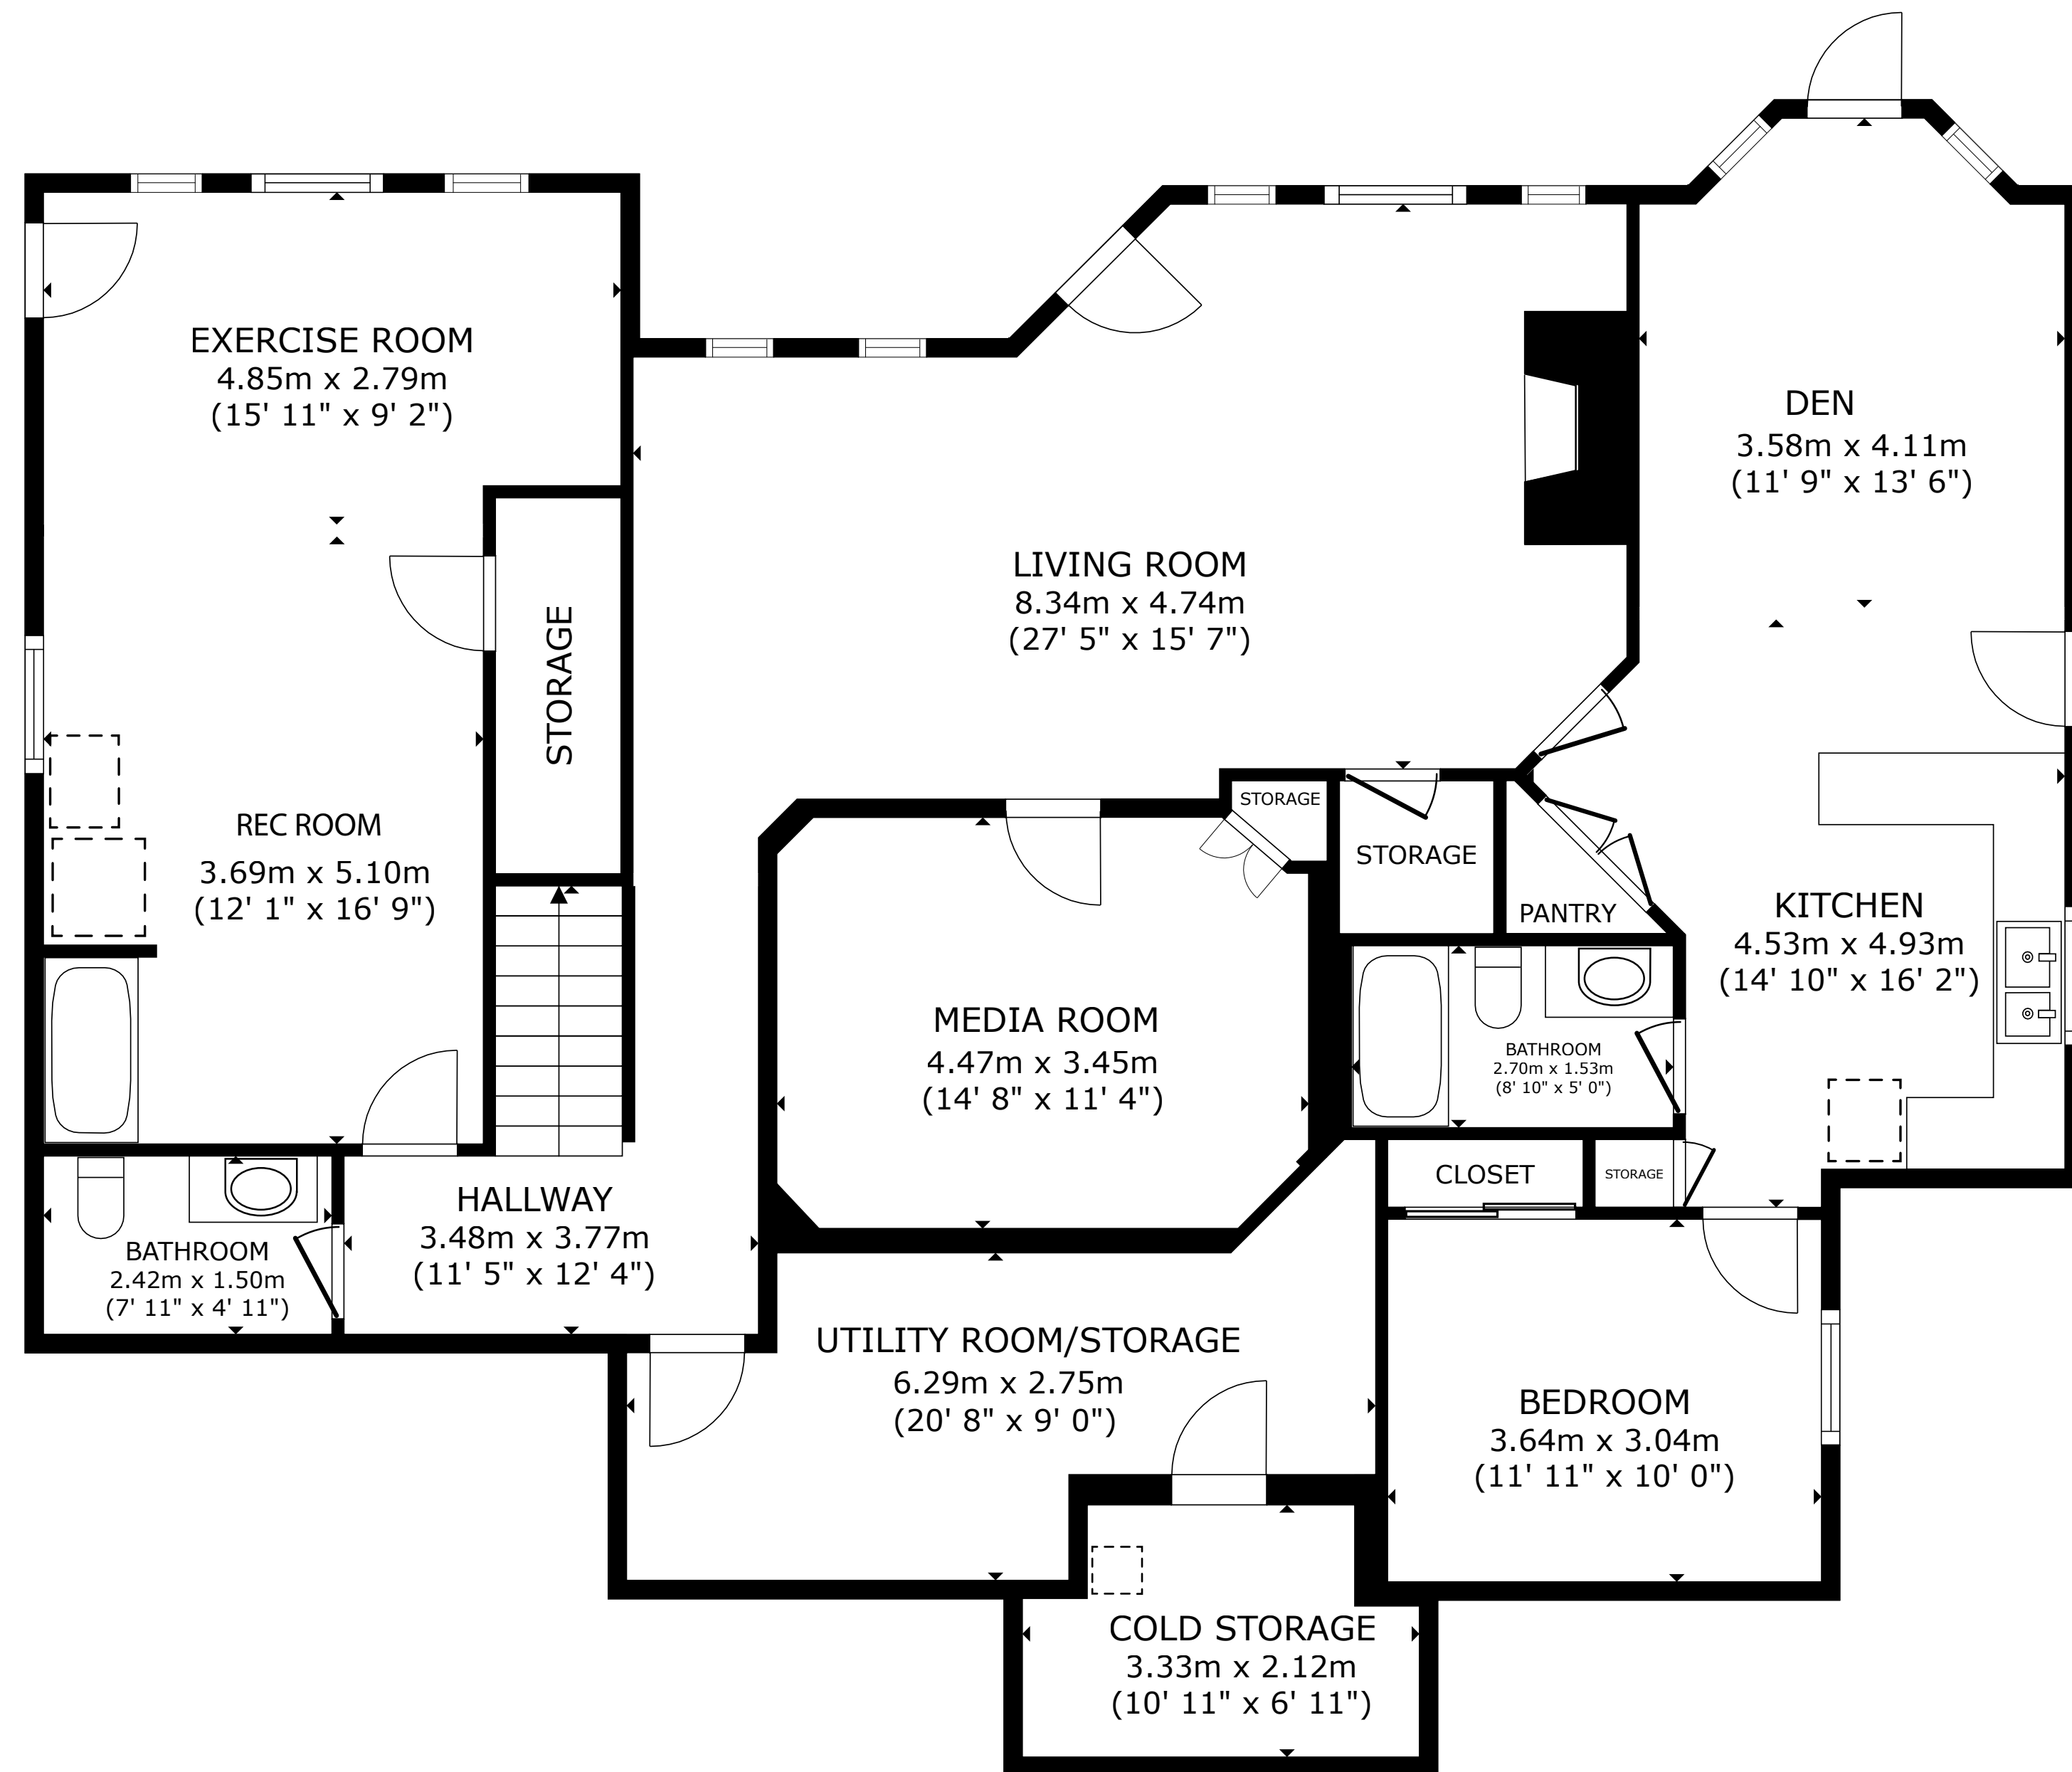 EXERCISE ROOM
4.85m x 2.79m
(15' 11" x 9' 2")
DEN
3.58m x 4.11m
(11' 9" x 13' 6")
LIVING ROOM
8.34m x 4.74m
(27' 5" x 15' 7")
STORAGE
REC ROOM
3.69m x 5.10m
(12' 1" x 16' 9")
STORAGE
STORAGE
PANTRY
KITCHEN
4.53m x 4.93m
(14' 10" x 16' 2")
MEDIA ROOM
4.47m x 3.45m
(14' 8" x 11' 4")
BATHROOM
2.70m x 1.53m
(8' 10" x 5' 0")
CLOSET
STORAGE
HALLWAY
3.48m x 3.77m
(11' 5" x 12' 4")
BATHROOM
2.42m x 1.50m
(7' 11" x 4' 11")
UTILITY ROOM/STORAGE
6.29m x 2.75m
(20' 8" x 9' 0")
BEDROOM
3.64m x 3.04m
(11' 11" x 10' 0")
COLD STORAGE
3.33m x 2.12m
(10' 11" x 6' 11")